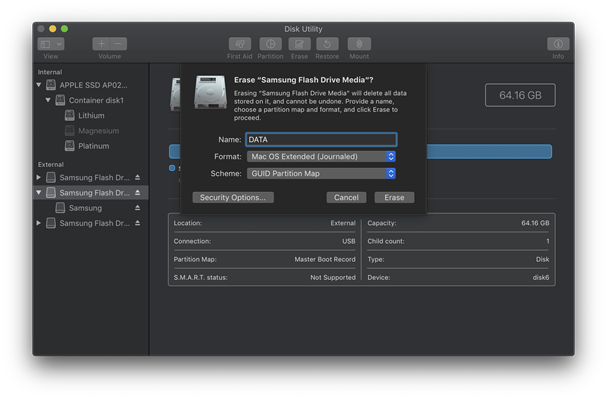 Disk Utility
View
Volume
First Aid
Partition
Erase
Restore
Mount
Info
Internal
APPLE SSD AP02...
Container disk1
Lithium
Magnesium
Platinum
External
Samsung Flash Dr...
Samsung Flash Dr...
Samsung
Samsung Flash Dr...
Erase “Samsung Flash Drive Media”?
Erasing “Samsung Flash Drive Media” will delete all data
stored on it, and cannot be undone. Provide a name,
choose a partition map and format, and click Erase to
proceed.
Name: DATA
Format: Mac OS Extended (Journaled)
Scheme: GUID Partition Map
Security Options... Cancel Erase
64.16 GB
Location: External
Capacity: 64.16 GB
Connection: USB
Child count: 1
Partition Map: Master Boot Record
Type: Disk
S.M.A.R.T. status: Not Supported
Device: disk6